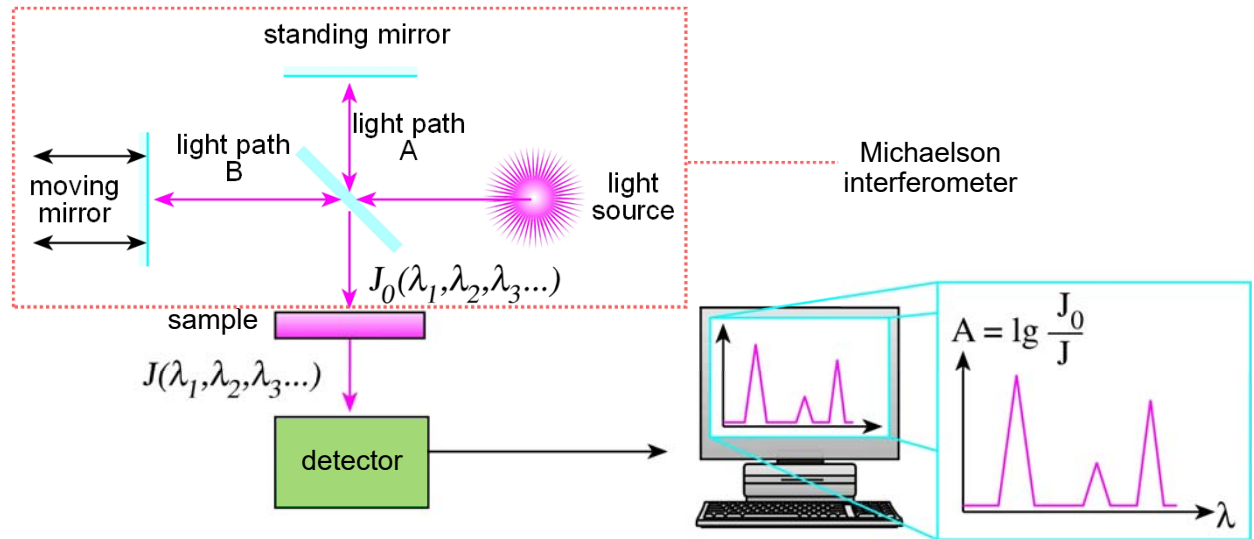 standing mirror
light path
A
light path
B
moving
mirror
light
source
Michaelson
interferometer
J₀(λ₁,λ₂,λ₃...)
sample
J(λ₁,λ₂,λ₃...)
detector
A = lg J₀/J
λ